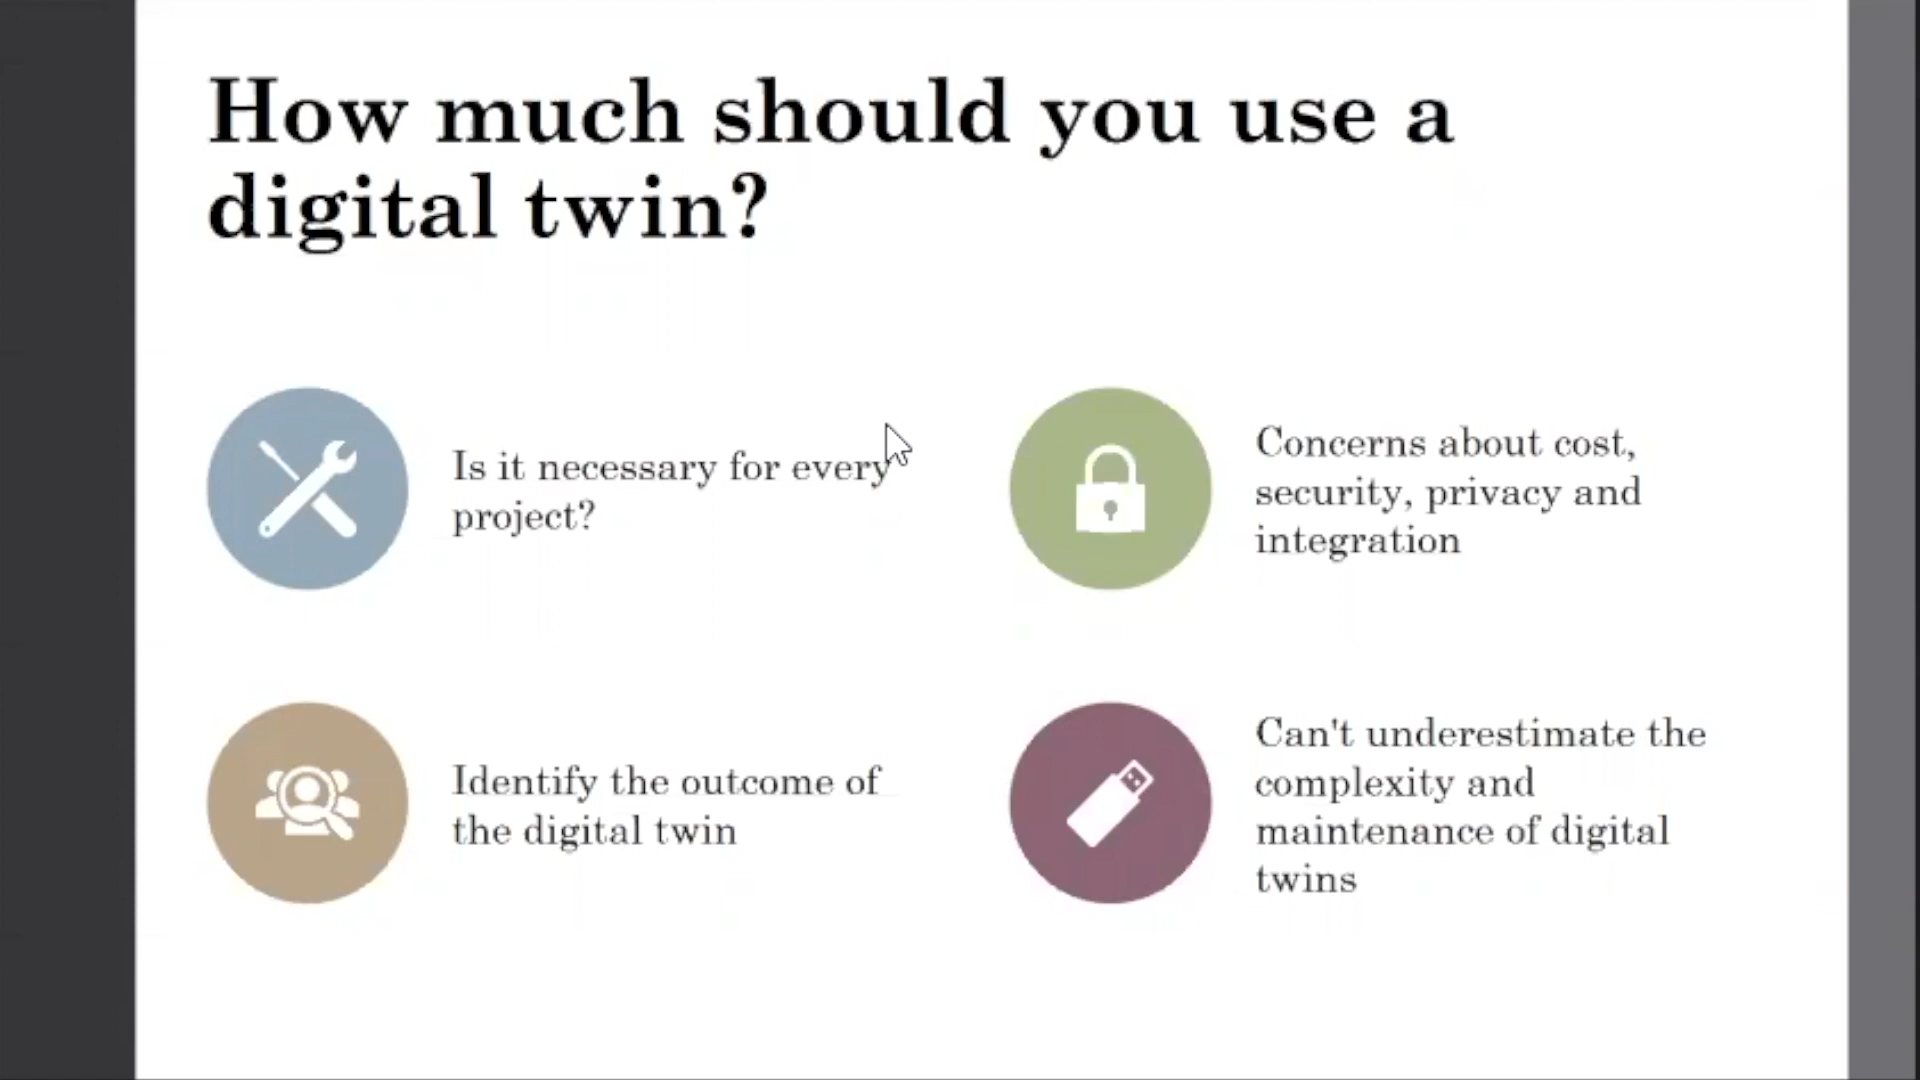 How much should you use a
digital twin?
Is it necessary for every
project?
Concerns about cost,
security, privacy and
integration
Identify the outcome of
the digital twin
Can't underestimate the
complexity and
maintenance of digital
twins